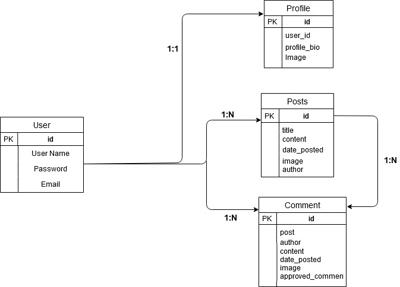 Profile
PK id
user_id
profile_bio
Image
1:1
Posts
PK id
title
content
date_posted
image
author
1:N
1:N
User
PK id
User Name
Password
Email
1:N
Comment
PK id
post
author
content
date_posted
image
approved_commen